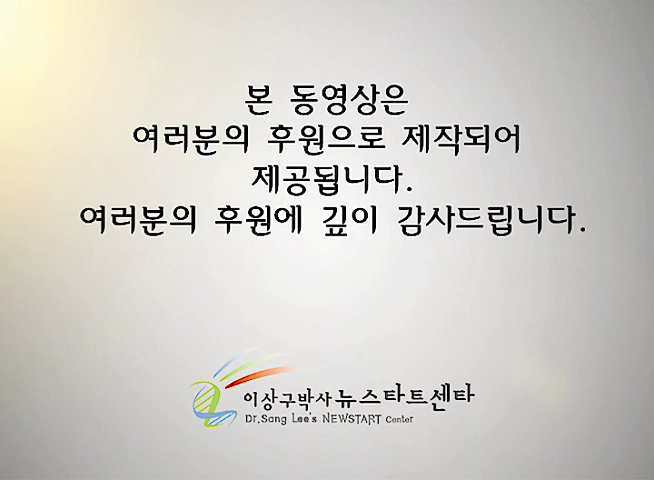 본 동영상은
여러분의 후원으로 제작되어
제공됩니다.
여러분의 후원에 깊이 감사드립니다.
이상구박사 뉴스타트센타
Dr.Sang Lee's NEWSTART Center